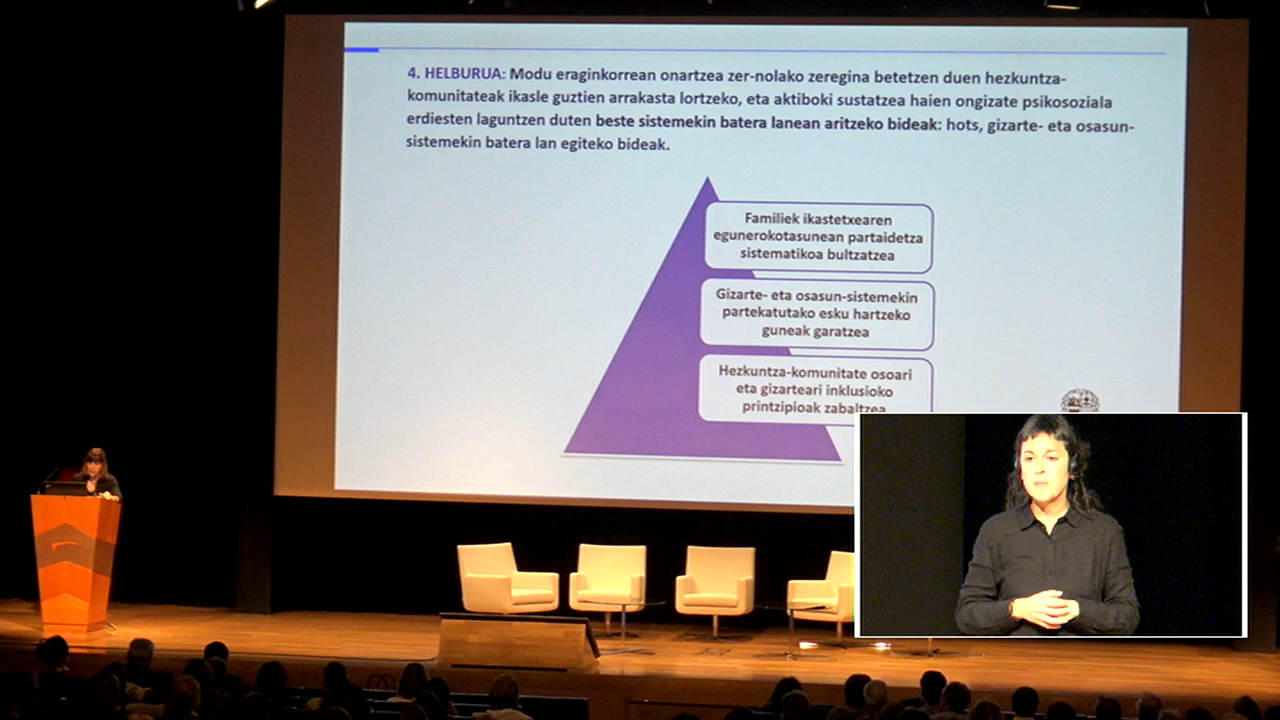 4. HELBURUA: Modu eraginkorrean onartzea zer-nolako zeregina betetzen duen hezkuntza-
komunitateak ikasle guztien arrakasta lortzeko, eta aktiboki sustatzea haien ongizate psikosoziala
erdiesten laguntzen duten beste sistemekin batera lanean aritzeko bideak: hots, gizarte- eta osasun-
sistemekin batera lan egiteko bideak.
Familiek ikastetxearen
egunerokotasunean partaidetza
sistematikoa bultzatzea
Gizarte- eta osasun-sistemekin
partekatutako esku hartzeko
guneak garatzea
Hezkuntza-komunitate osoari
eta gizarteari inklusioko
printzipioak zabaltzea